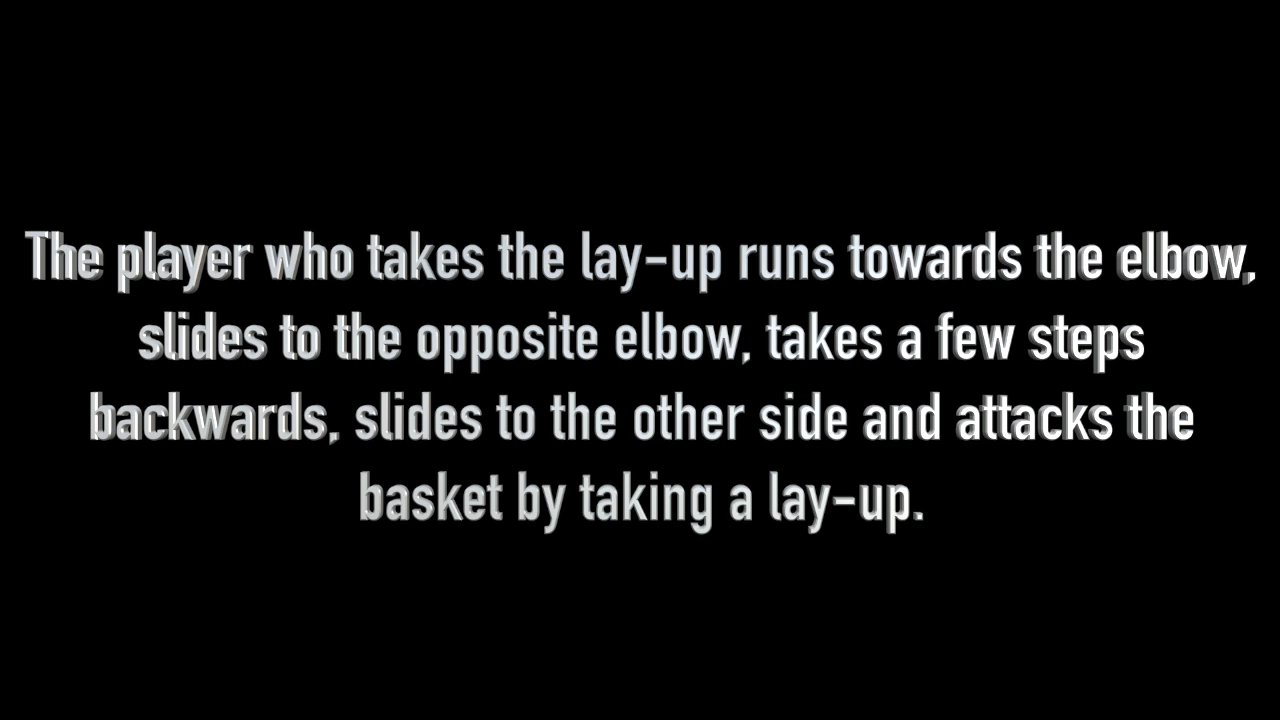 The player who takes the lay-up runs towards the elbow,
slides to the opposite elbow, takes a few steps
backwards, slides to the other side and attacks the
basket by taking a lay-up.